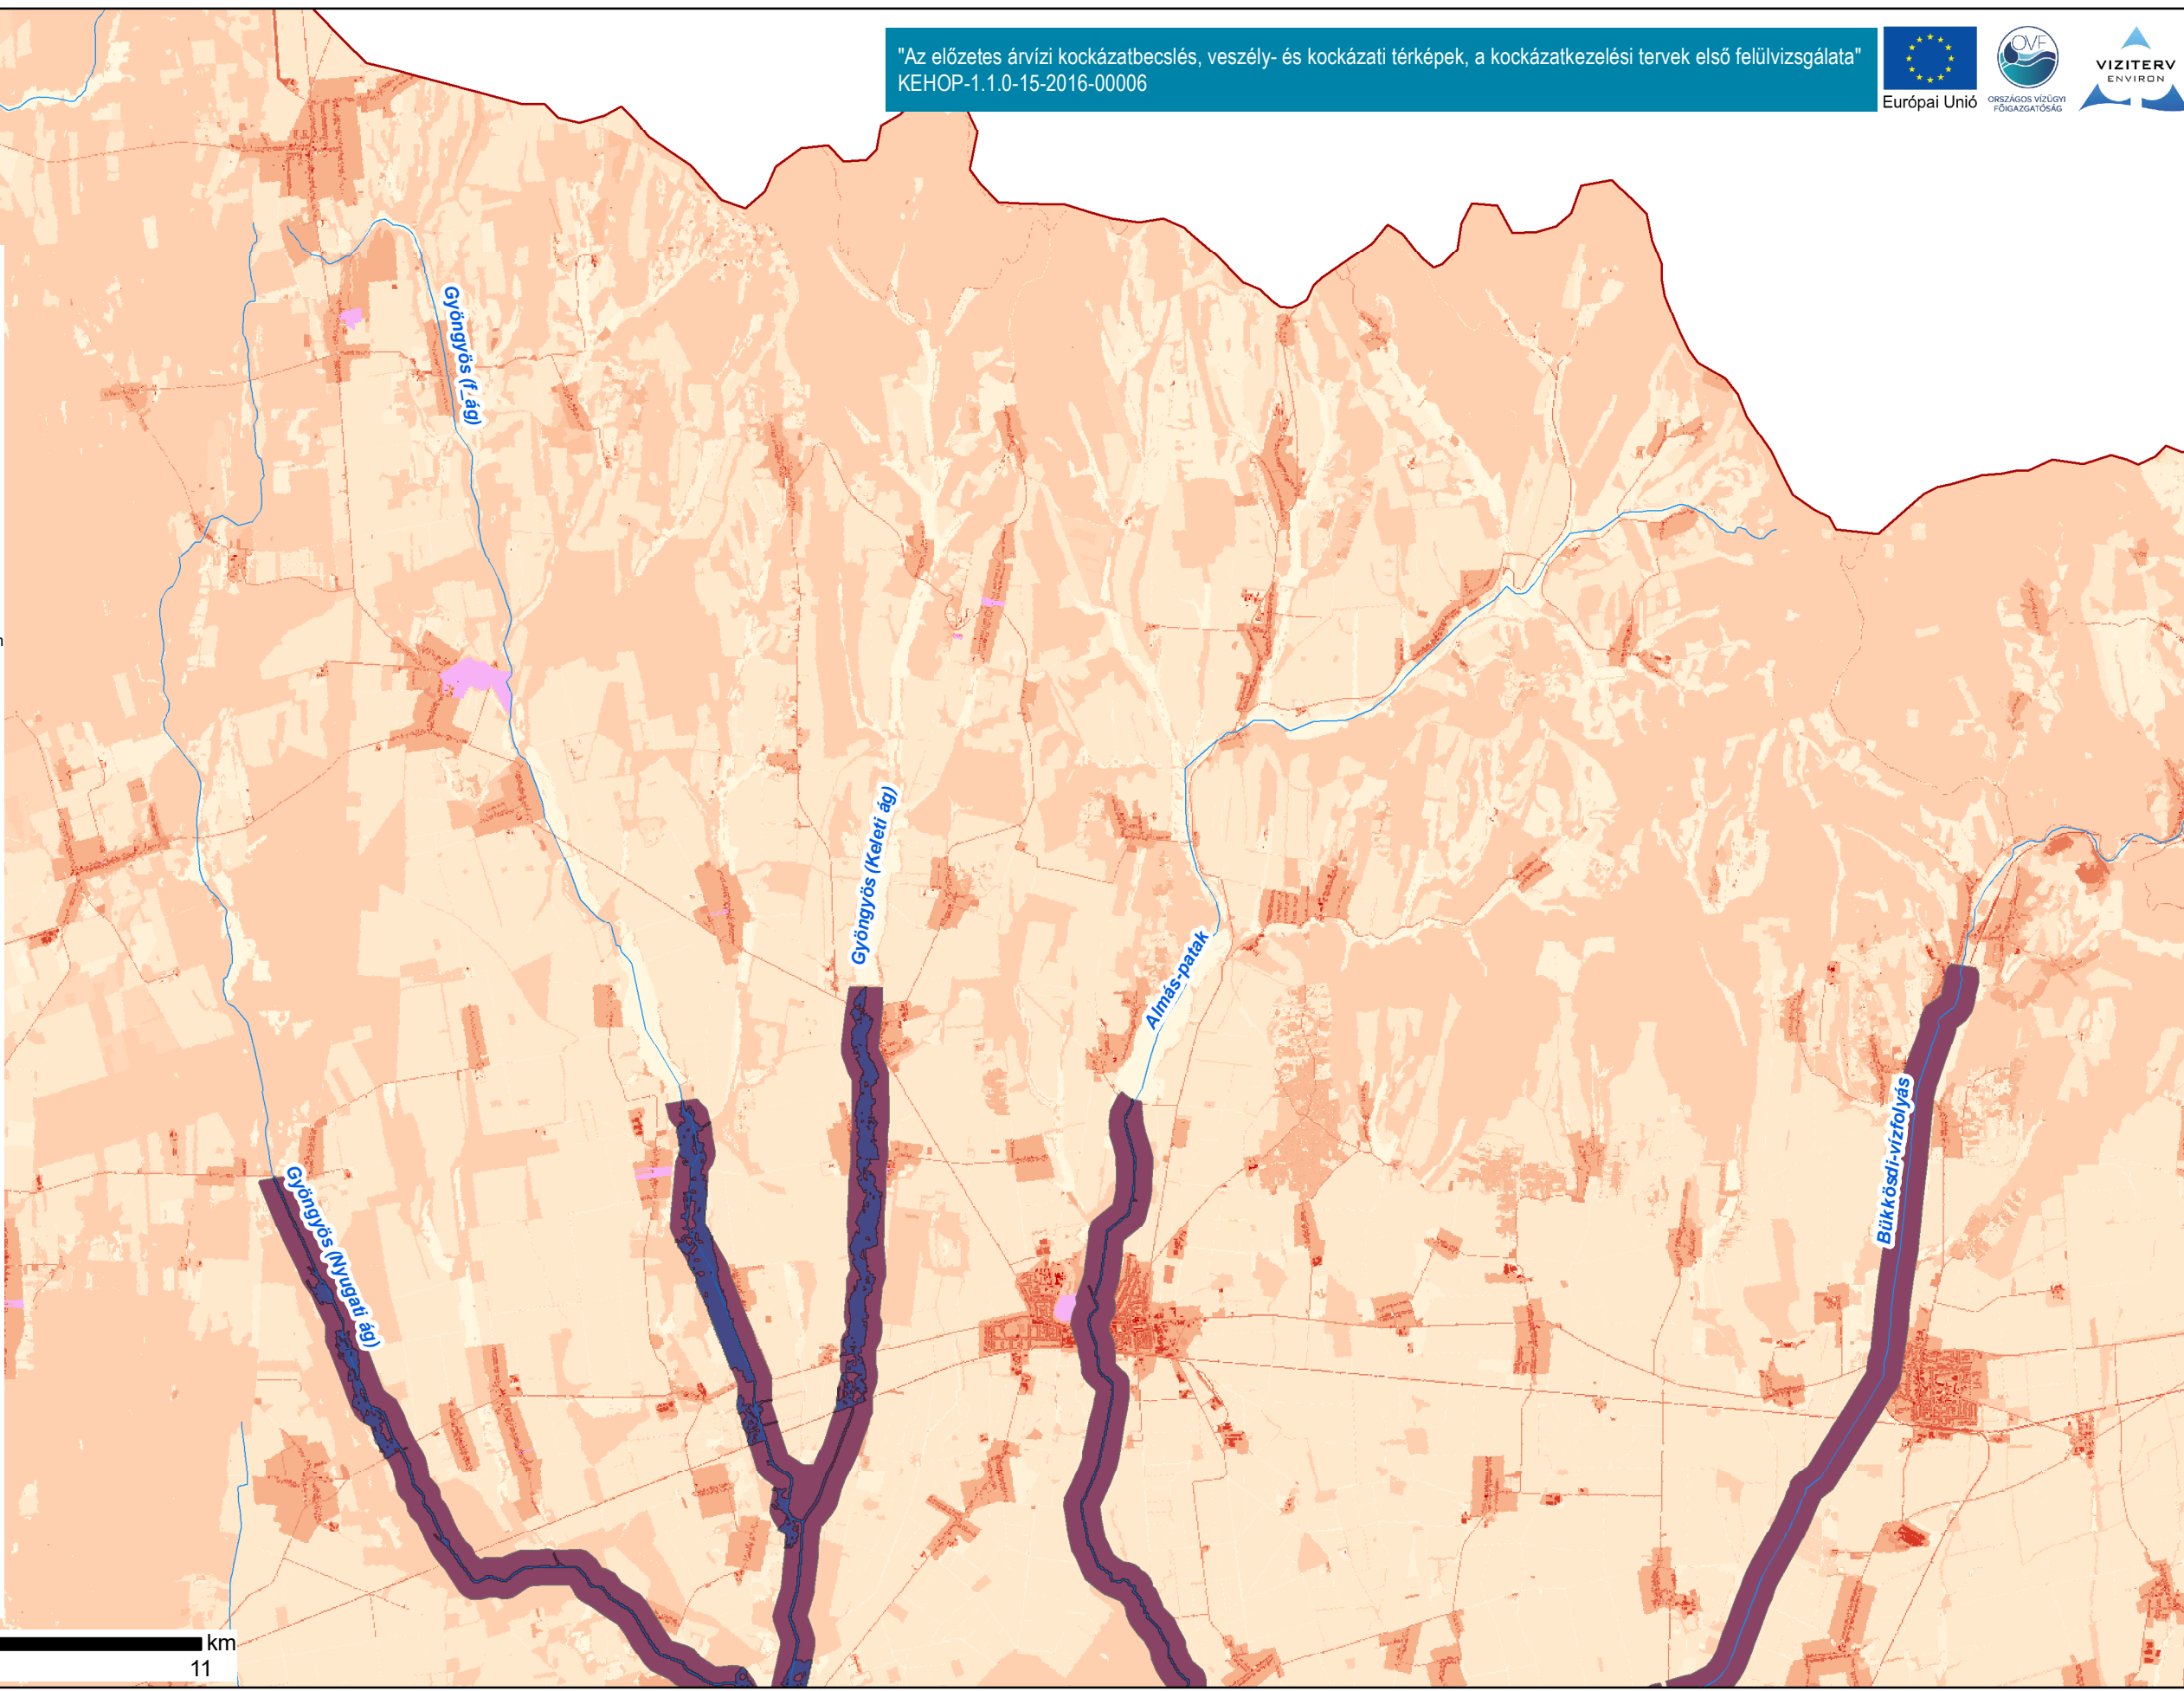 "Az előzetes árvízi kockázatbecslés, veszély- és kockázati térképek, a kockázatkezelési tervek első felülvizsgálata"
KEHOP-1.1.0-15-2016-00006
Európai Unió
OVF
ORSZÁGOS VÍZÜGYI
FŐIGAZGATÓSÁG
VIZITERV
ENVIRON
Gyöngyös (f_ág)
Gyöngyös (Keleti ág)
Almás-patak
Bükkösdi-vízfolyás
Gyöngyös (Nyugati ág)
km
11